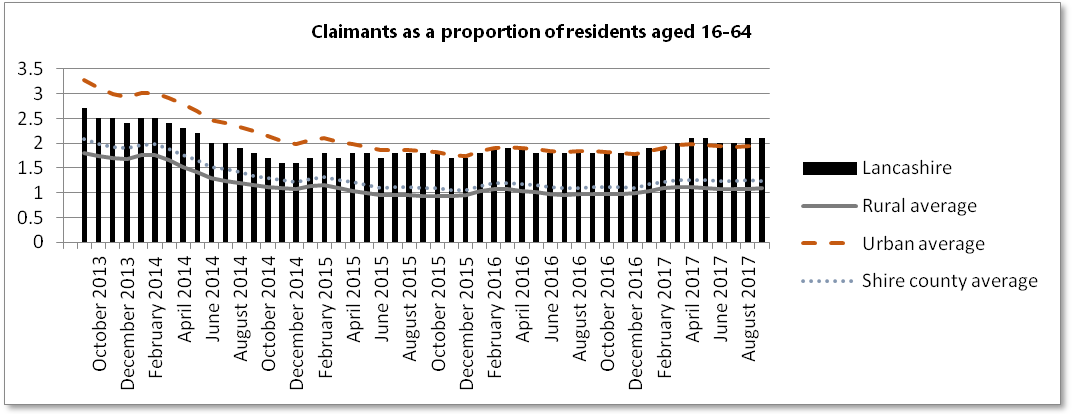 Claimants as a proportion of residents aged 16-64
3.5
3
2.5
2
1.5
1
0.5
0
October 2013
December 2013
February 2014
April 2014
June 2014
August 2014
October 2014
December 2014
February 2015
April 2015
June 2015
August 2015
October 2015
December 2015
February 2016
April 2016
June 2016
August 2016
October 2016
December 2016
February 2017
April 2017
June 2017
August 2017
Lancashire
Rural average
Urban average
Shire county average